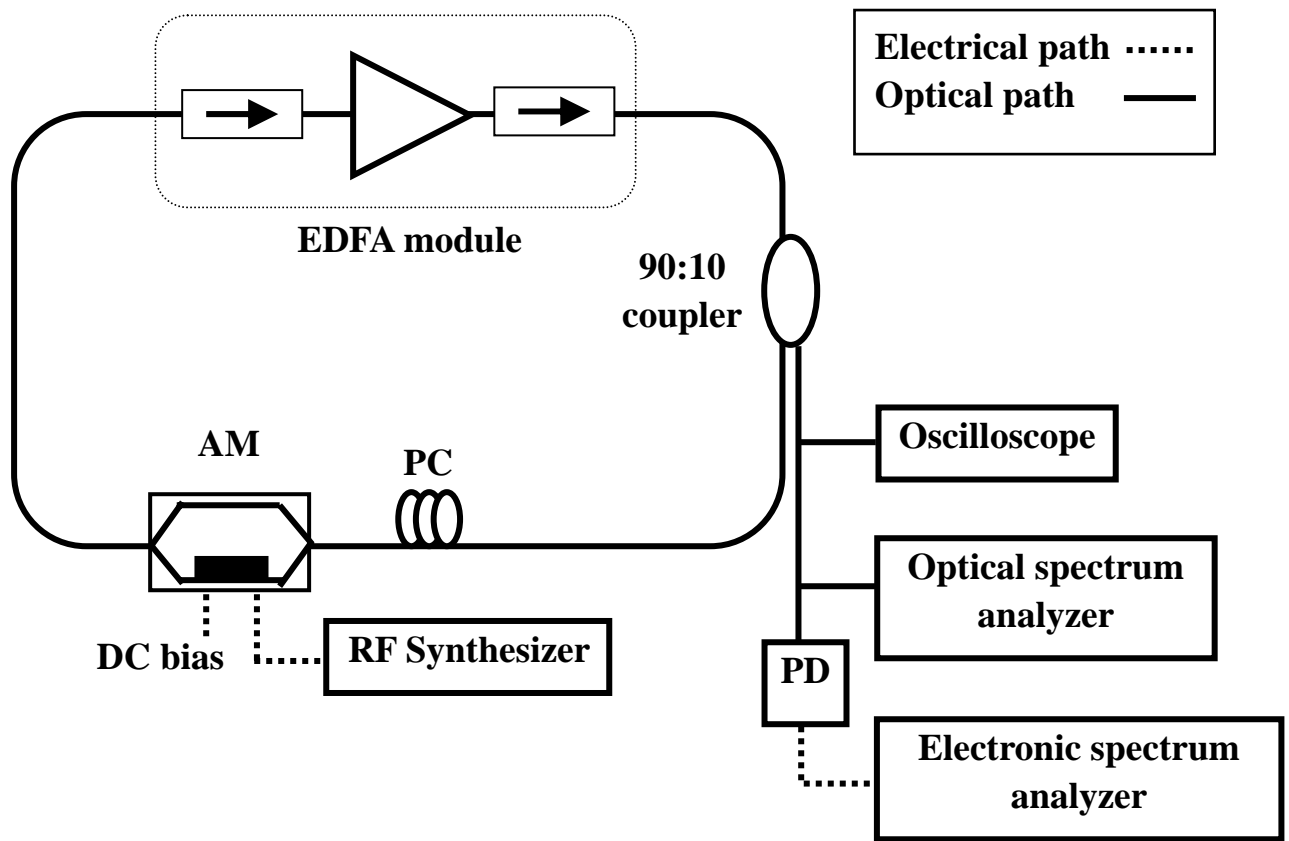 Electrical path
Optical path
EDFA module
90:10
coupler
AM
PC
Oscilloscope
Optical spectrum
analyzer
DC bias
RF Synthesizer
PD
Electronic spectrum
analyzer